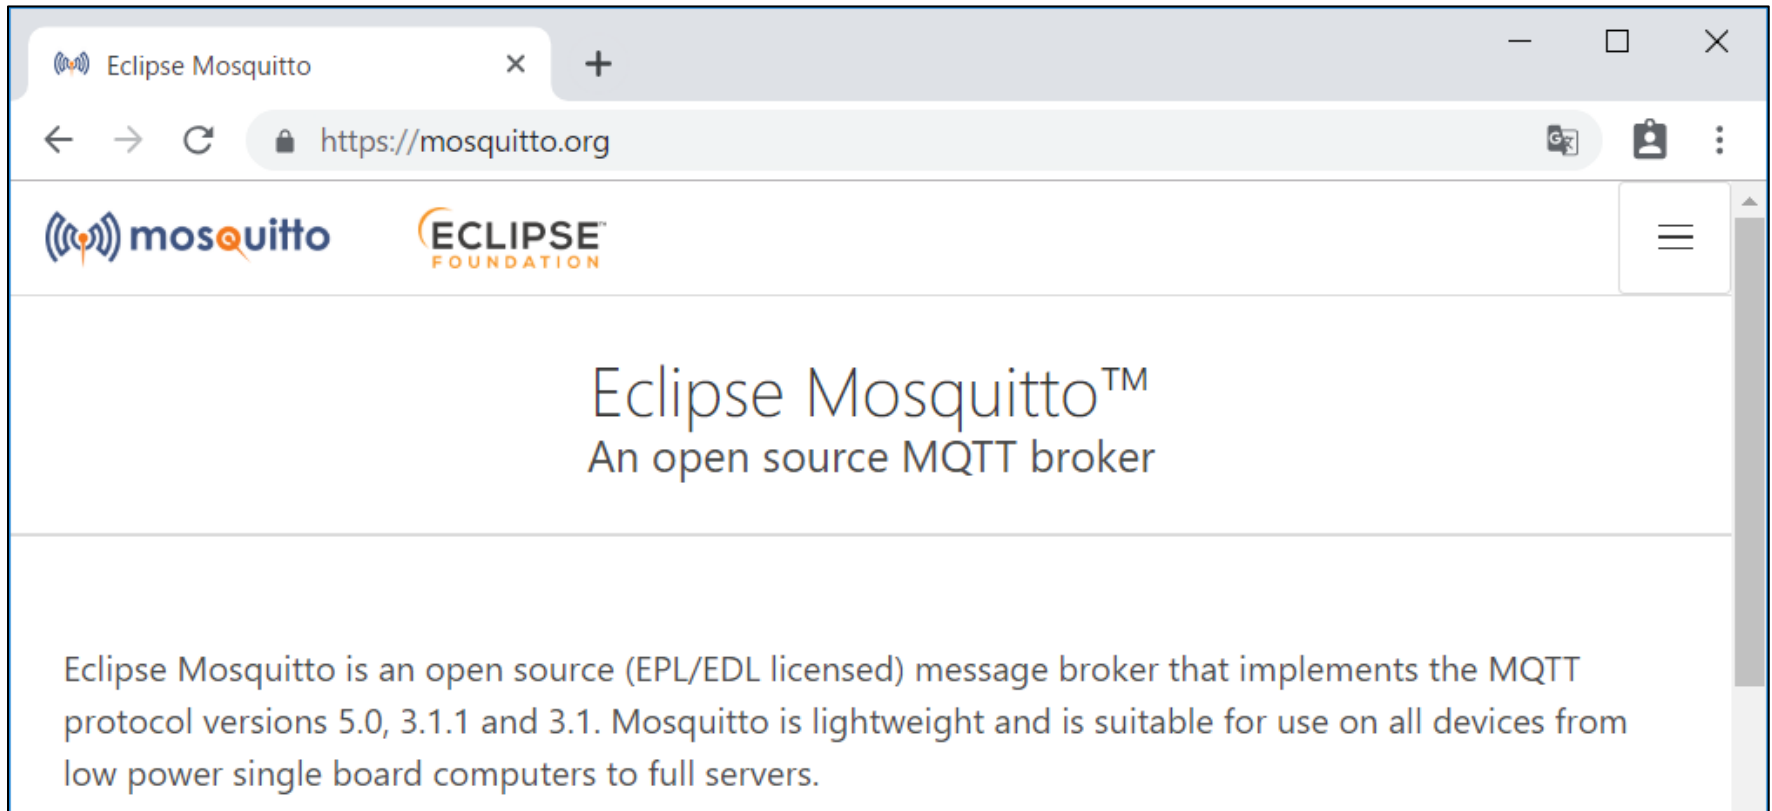 Eclipse Mosquitto
https://mosquitto.org
mosquitto
ECLIPSE™
FOUNDATION
Eclipse Mosquitto™
An open source MQTT broker
Eclipse Mosquitto is an open source (EPL/EDL licensed) message broker that implements the MQTT
protocol versions 5.0, 3.1.1 and 3.1. Mosquitto is lightweight and is suitable for use on all devices from
low power single board computers to full servers.